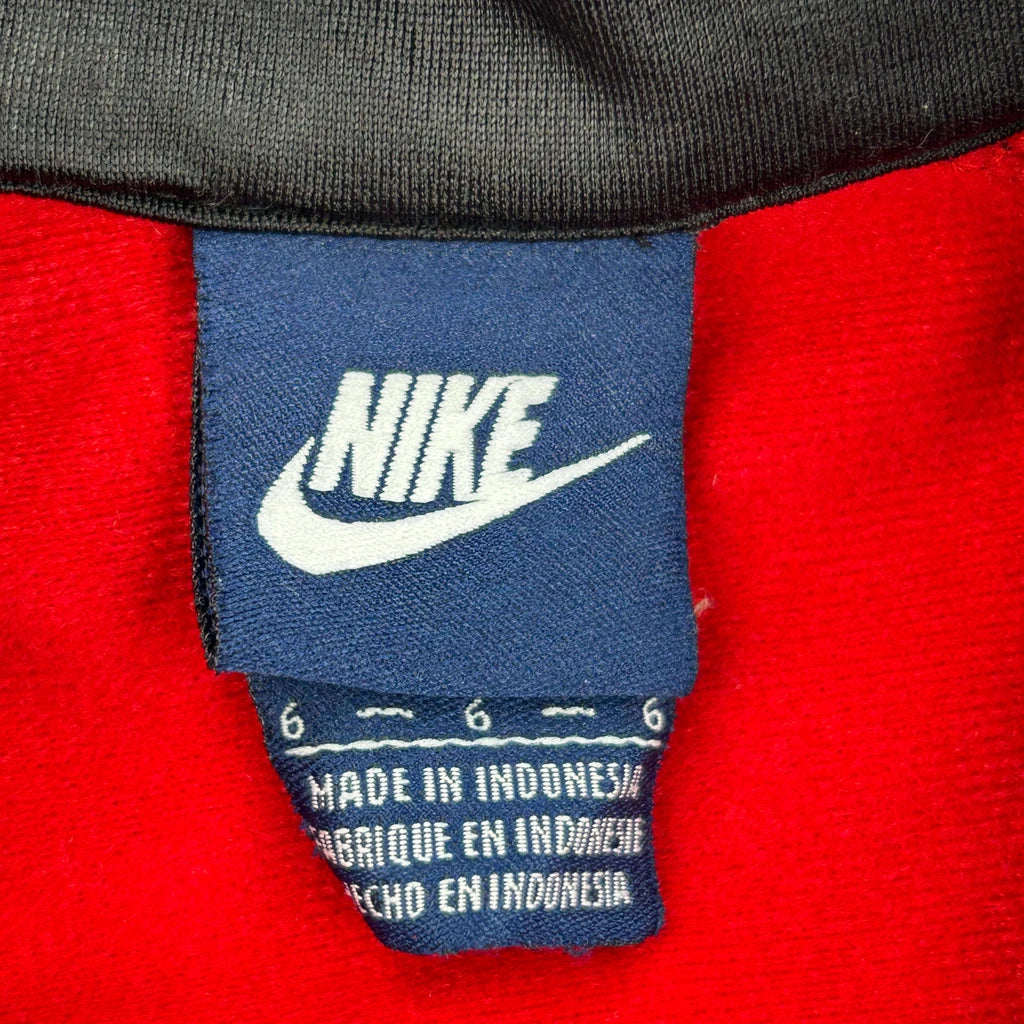 NIKE
6 — 6 — 6
MADE IN INDONESIA
FABRIQUE EN INDONESIE
HECHO EN INDONESIA